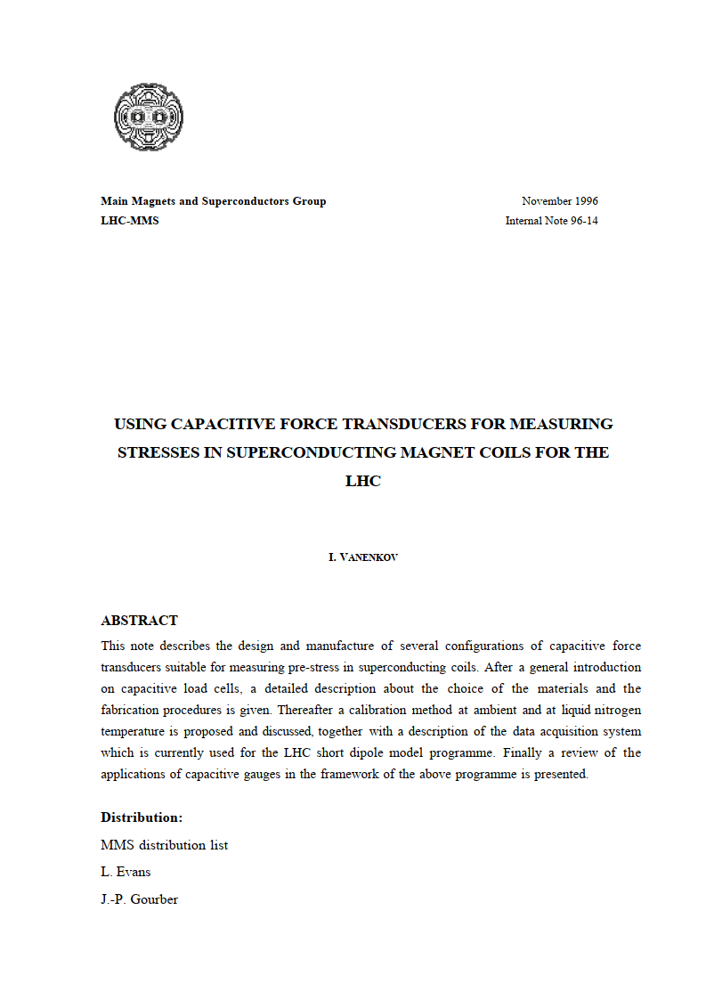 Main Magnets and Superconductors Group November 1996
LHC-MMS Internal Note 96-14
USING CAPACITIVE FORCE TRANSDUCERS FOR MEASURING
STRESSES IN SUPERCONDUCTING MAGNET COILS FOR THE
LHC
I. VANENKOV
ABSTRACT
This note describes the design and manufacture of several configurations of capacitive force
transducers suitable for measuring pre-stress in superconducting coils. After a general introduction
on capacitive load cells, a detailed description about the choice of the materials and the
fabrication procedures is given. Thereafter a calibration method at ambient and at liquid nitrogen
temperature is proposed and discussed, together with a description of the data acquisition system
which is currently used for the LHC short dipole model programme. Finally a review of the
applications of capacitive gauges in the framework of the above programme is presented.
Distribution:
MMS distribution list
L. Evans
J.-P. Gourber